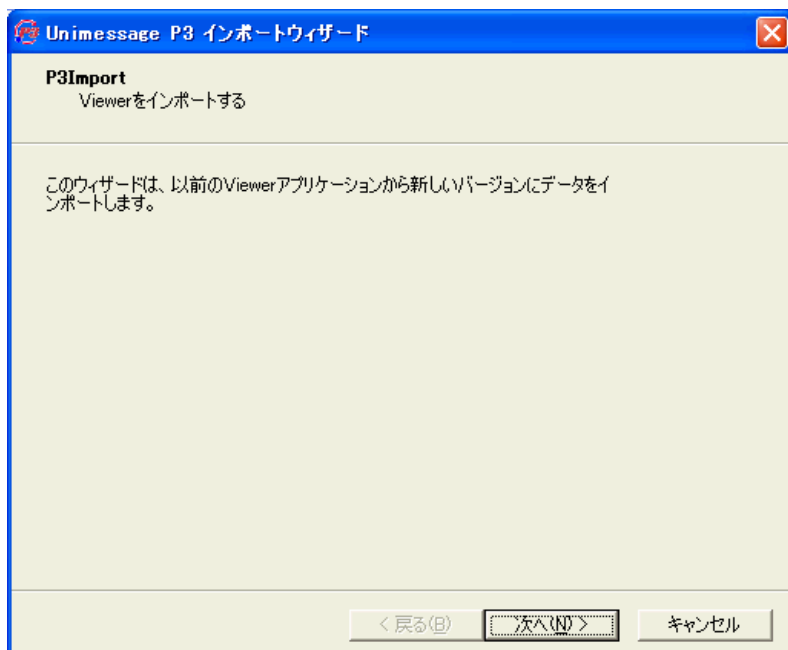 Unimessage P3 インポートウィザード
P3Import
Viewerをインポートする
このウィザードは、以前のViewerアプリケーションから新しいバージョンにデータをイ
ンポートします。
< 戻る(B) 次へ(N) > キャンセル